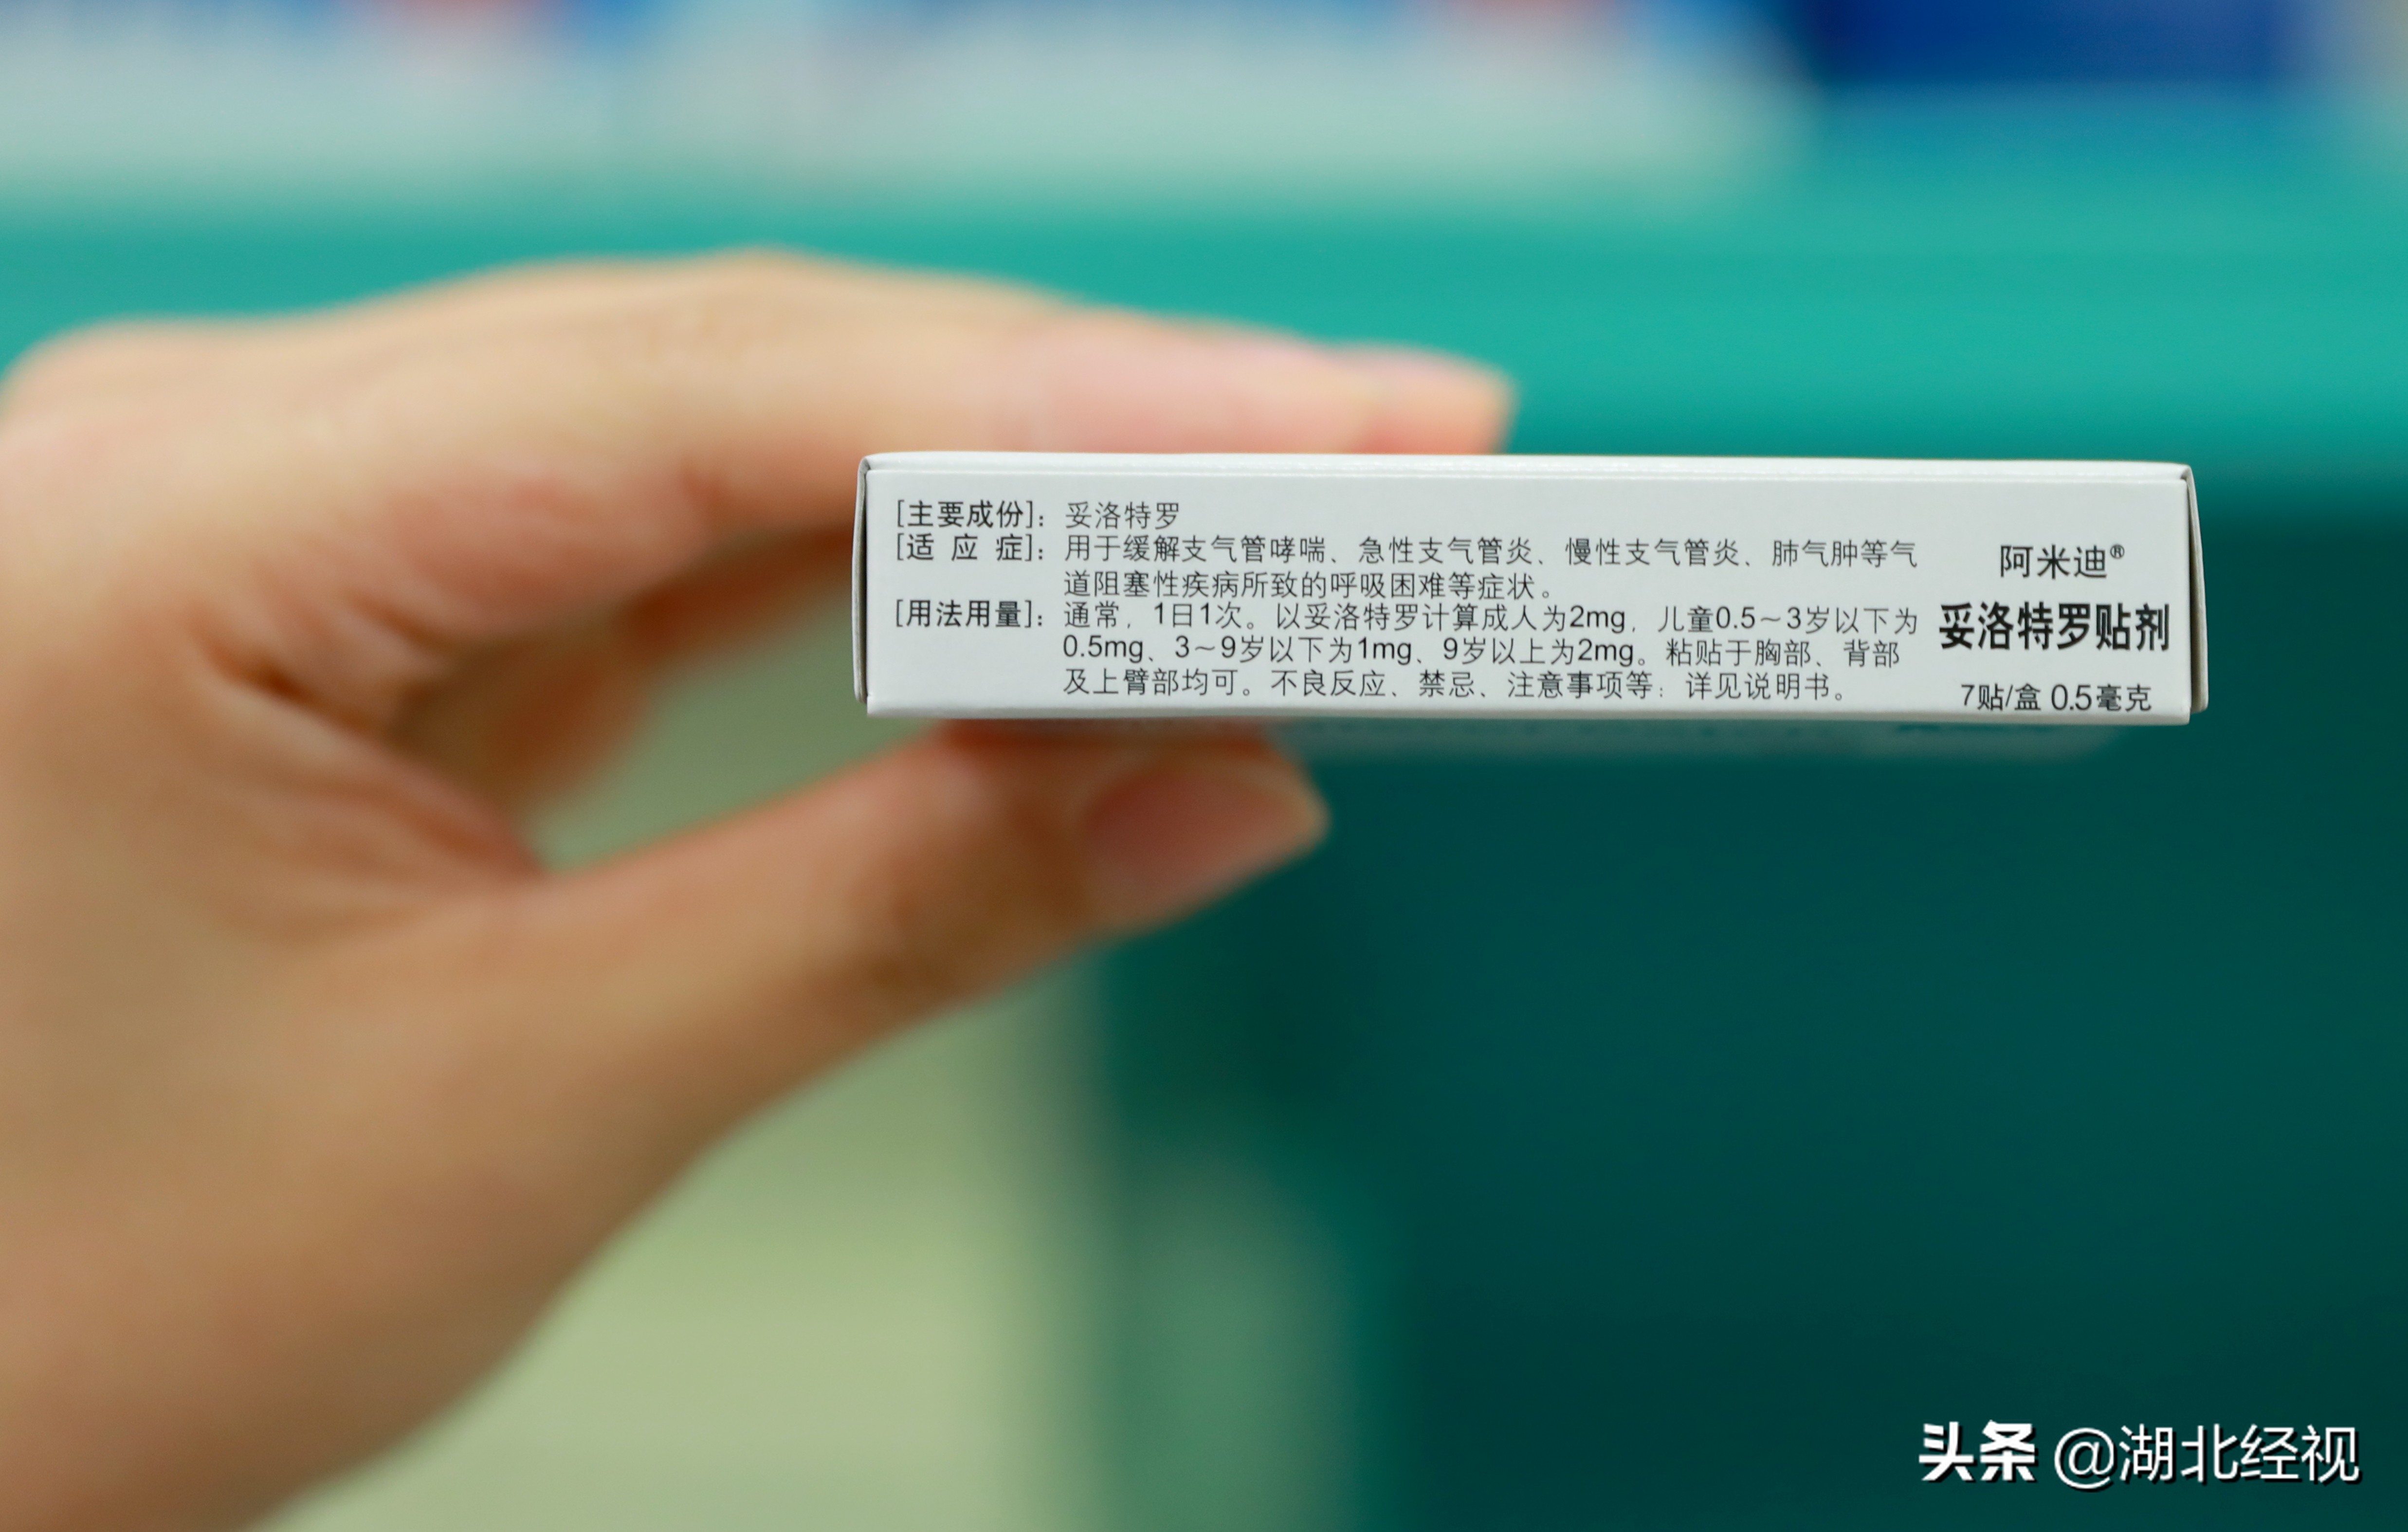 [主要成份]：妥洛特罗
[适 应 症]：用于缓解支气管哮喘、急性支气管炎、慢性支气管炎、肺气肿等气
道阻塞性疾病所致的呼吸困难等症状。
[用法用量]：通常，1日1次。以妥洛特罗计算成人为2mg，儿童0.5～3岁以下为
0.5mg、3～9岁以下为1mg、9岁以上为2mg。粘贴于胸部、背部
及上臂部均可。不良反应、禁忌、注意事项等：详见说明书。
阿米迪®
妥洛特罗贴剂
7贴/盒 0.5毫克
头条 @湖北经视